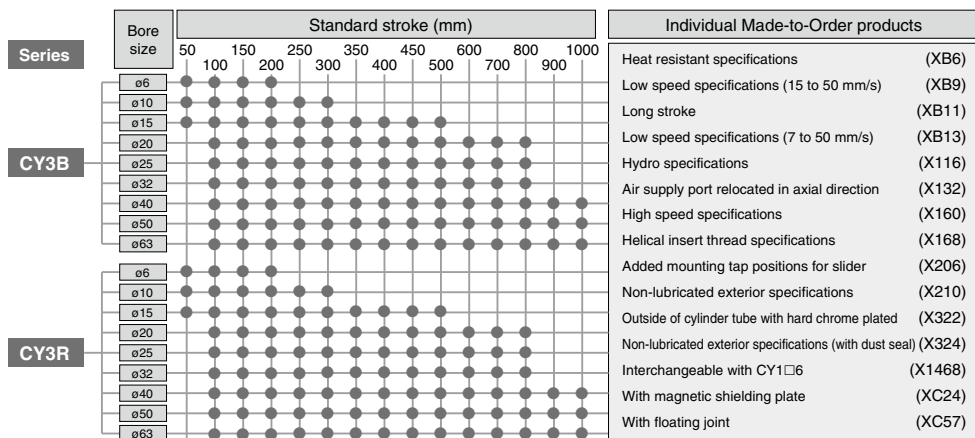 Series
Bore size
Standard stroke (mm)
50 150 250 350 450 600 800 1000
100 200 300 400 500 700 900
CY3B
ø6
ø10
ø15
ø20
ø25
ø32
ø40
ø50
ø63
CY3R
ø6
ø10
ø15
ø20
ø25
ø32
ø40
ø50
ø63
Individual Made-to-Order products
Heat resistant specifications (XB6)
Low speed specifications (15 to 50 mm/s) (XB9)
Long stroke (XB11)
Low speed specifications (7 to 50 mm/s) (XB13)
Hydro specifications (X116)
Air supply port relocated in axial direction (X132)
High speed specifications (X160)
Helical insert thread specifications (X168)
Added mounting tap positions for slider (X206)
Non-lubricated exterior specifications (X210)
Outside of cylinder tube with hard chrome plated (X322)
Non-lubricated exterior specifications (with dust seal) (X324)
Interchangeable with CY1□6 (X1468)
With magnetic shielding plate (XC24)
With floating joint (XC57)